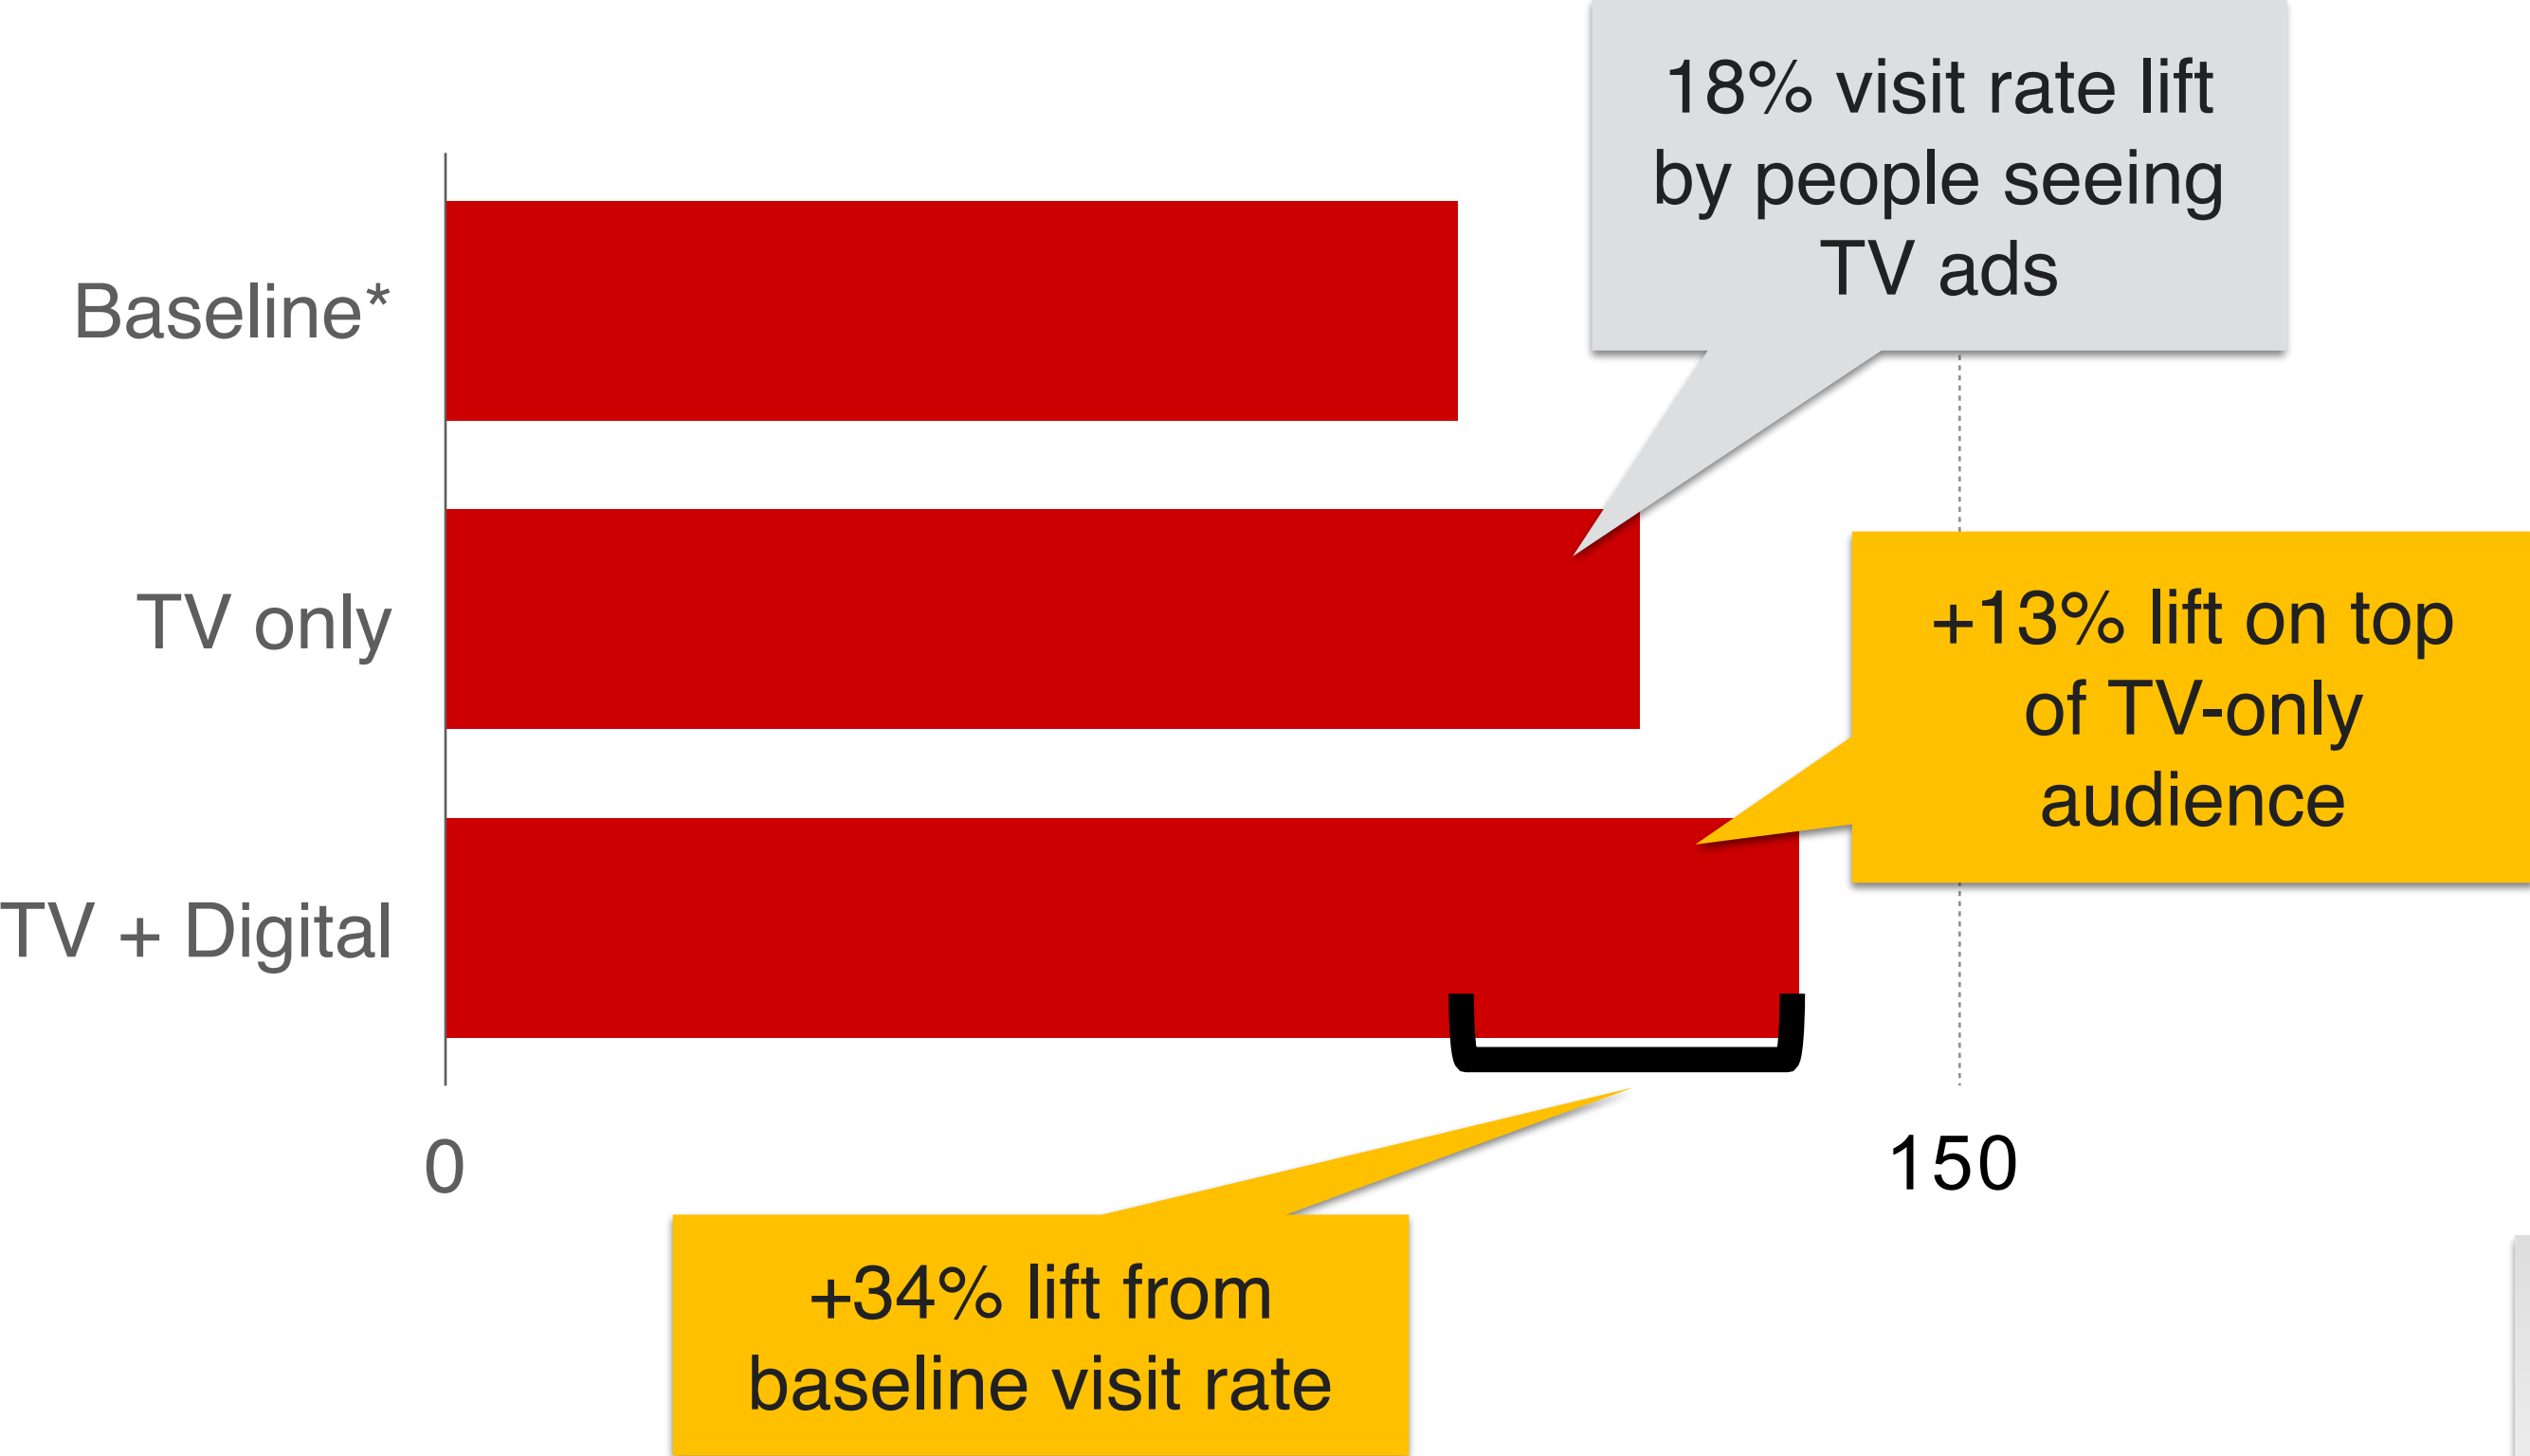 18% visit rate lift
by people seeing
TV ads
Baseline*
TV only
+13% lift on top
of TV-only
audience
TV + Digital
0
150
+34% lift from
baseline visit rate